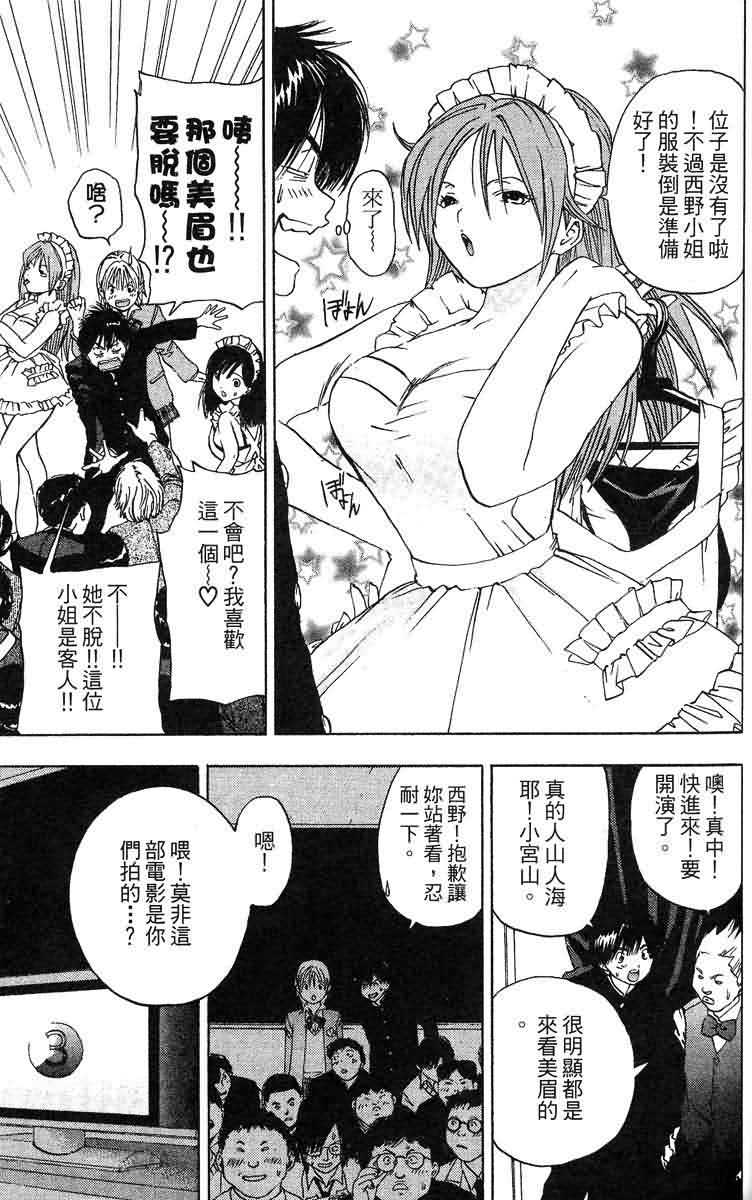 位子是沒有了啦
！不過西野小姐
的服裝倒是準備
好了！
來了～
ぼよん
ぼよん
咦～～!!
那個美眉也
要脫嗎～!?
啥？
不會吧？我喜歡
這一個～♡
不——!!
她不脫!!這位
小姐是客人!!
噢！真中！
快進來！要
開演了。
真的人山人海
耶！小宮山。
很明顯都是
來看美眉的
。
西野！抱歉讓
妳站著看，忍
耐一下。
嗯！
喂！莫非這
部電影是你
們拍的…？
3